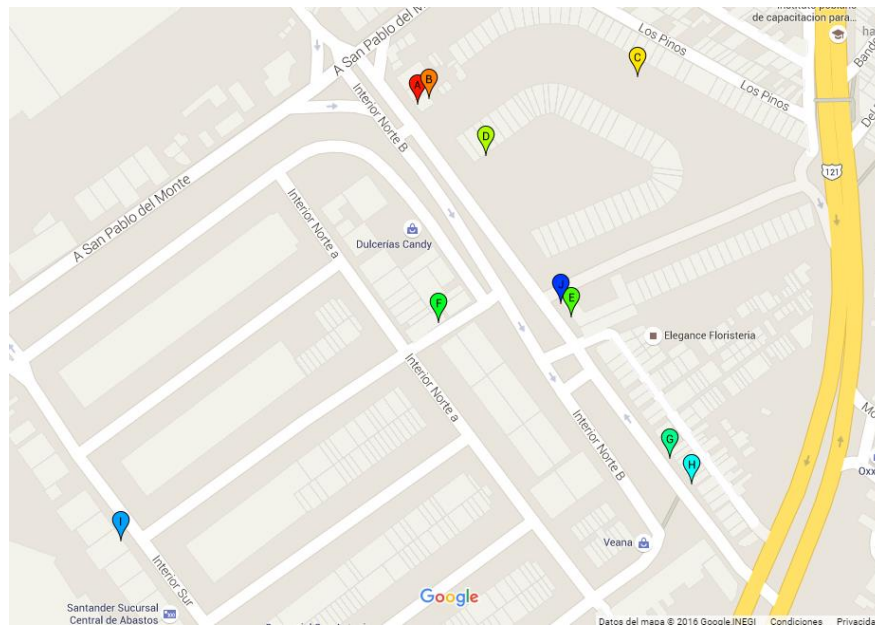 Instituto poblano
de capacitacion para...
A San Pablo del Monte
Los Pinos
C
A
B
Interior Norte B
Los Pinos
D
121
A San Pablo del Monte
Interior Norte a
Dulcerías Candy
J
E
F
Elegance Floristeria
Interior Norte a
G
H
Interior Norte B
Oxx
I
Veana
Interior Sur
Google
Santander Sucursal
Central de Abastos
Datos del mapa © 2016 Google, INEGI Condiciones Privacida